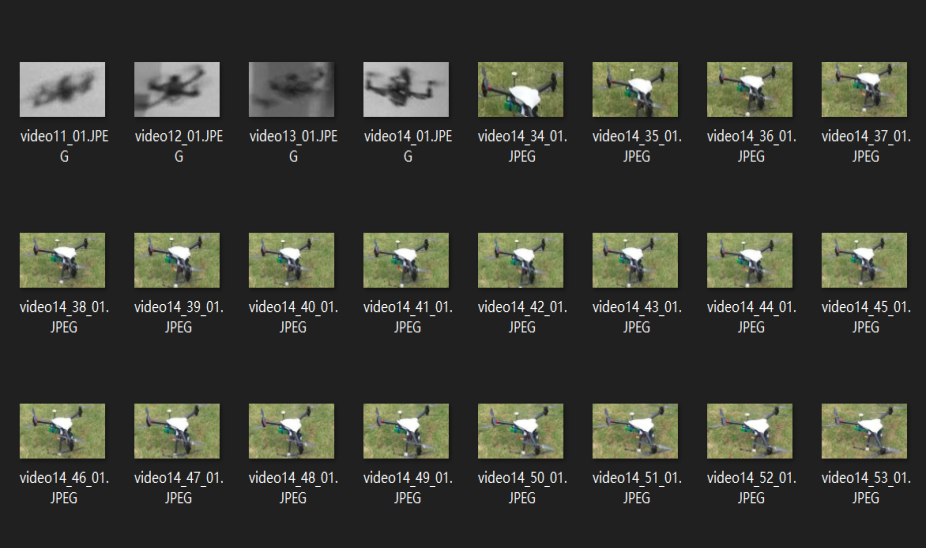 video11_01.JPE
G
video12_01.JPE
G
video13_01.JPE
G
video14_01.JPE
G
video14_34_01.
JPEG
video14_35_01.
JPEG
video14_36_01.
JPEG
video14_37_01.
JPEG
video14_38_01.
JPEG
video14_39_01.
JPEG
video14_40_01.
JPEG
video14_41_01.
JPEG
video14_42_01.
JPEG
video14_43_01.
JPEG
video14_44_01.
JPEG
video14_45_01.
JPEG
video14_46_01.
JPEG
video14_47_01.
JPEG
video14_48_01.
JPEG
video14_49_01.
JPEG
video14_50_01.
JPEG
video14_51_01.
JPEG
video14_52_01.
JPEG
video14_53_01.
JPEG